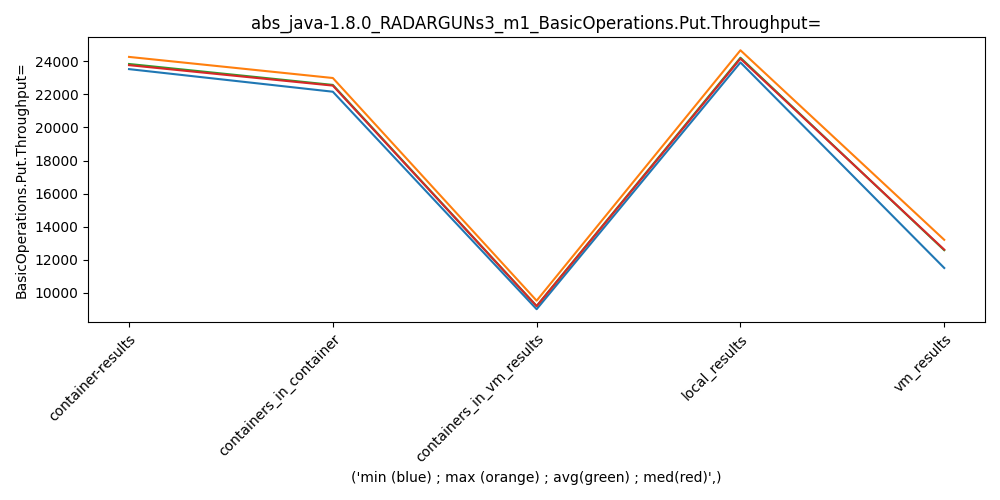 abs_java-1.8.0_RADARGUNs3_m1_BasicOperations.Put.Throughput=
BasicOperations.Put.Throughput=
24000
22000
20000
18000
16000
14000
12000
10000
container-results
containers_in_container
containers_in_vm_results
local_results
vm_results
('min (blue) ; max (orange) ; avg(green) ; med(red)',)